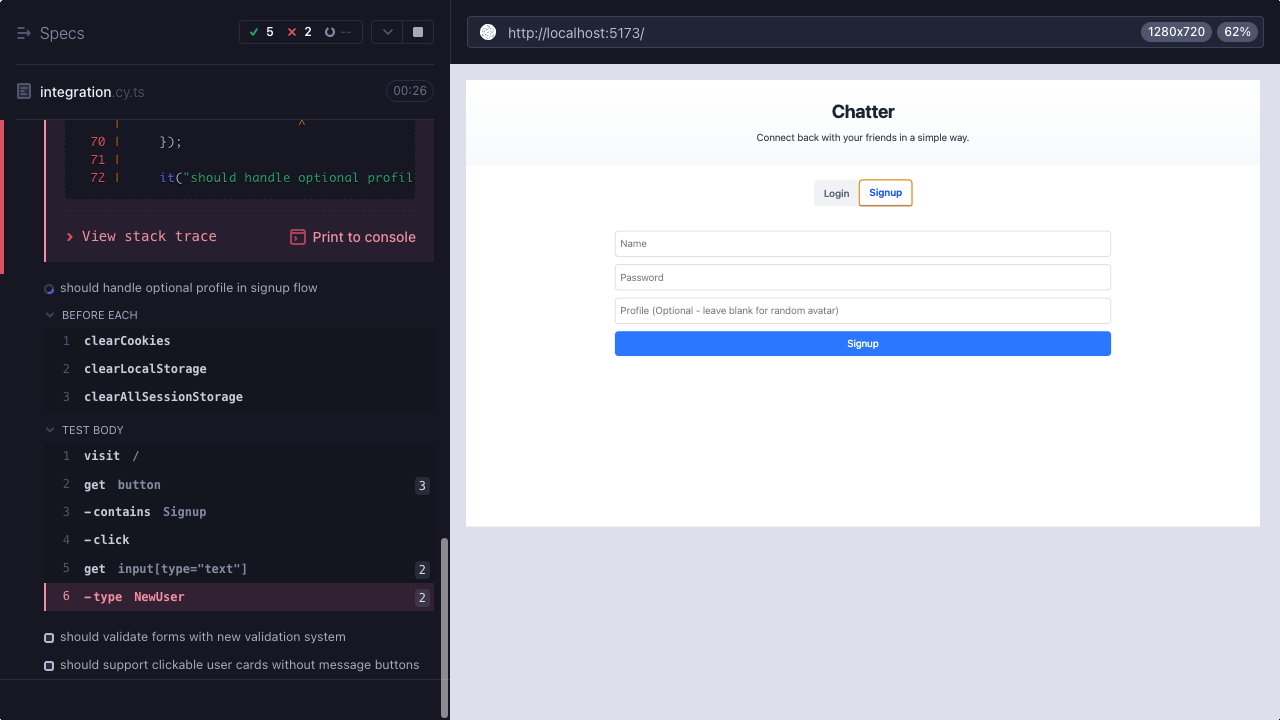 Specs
5
2
--
integration.cy.ts
00:26
| ^
70 | });
71 |
72 | it("should handle optional profil
View stack trace
Print to console
should handle optional profile in signup flow
BEFORE EACH
1 clearCookies
2 clearLocalStorage
3 clearAllSessionStorage
TEST BODY
1 visit /
2 get button 3
3 -contains Signup
4 -click
5 get input[type="text"] 2
6 -type NewUser 2
should validate forms with new validation system
should support clickable user cards without message buttons
http://localhost:5173/
1280x720
62%
Chatter
Connect back with your friends in a simple way.
Login
Signup
Name
Password
Profile (Optional - leave blank for random avatar)
Signup